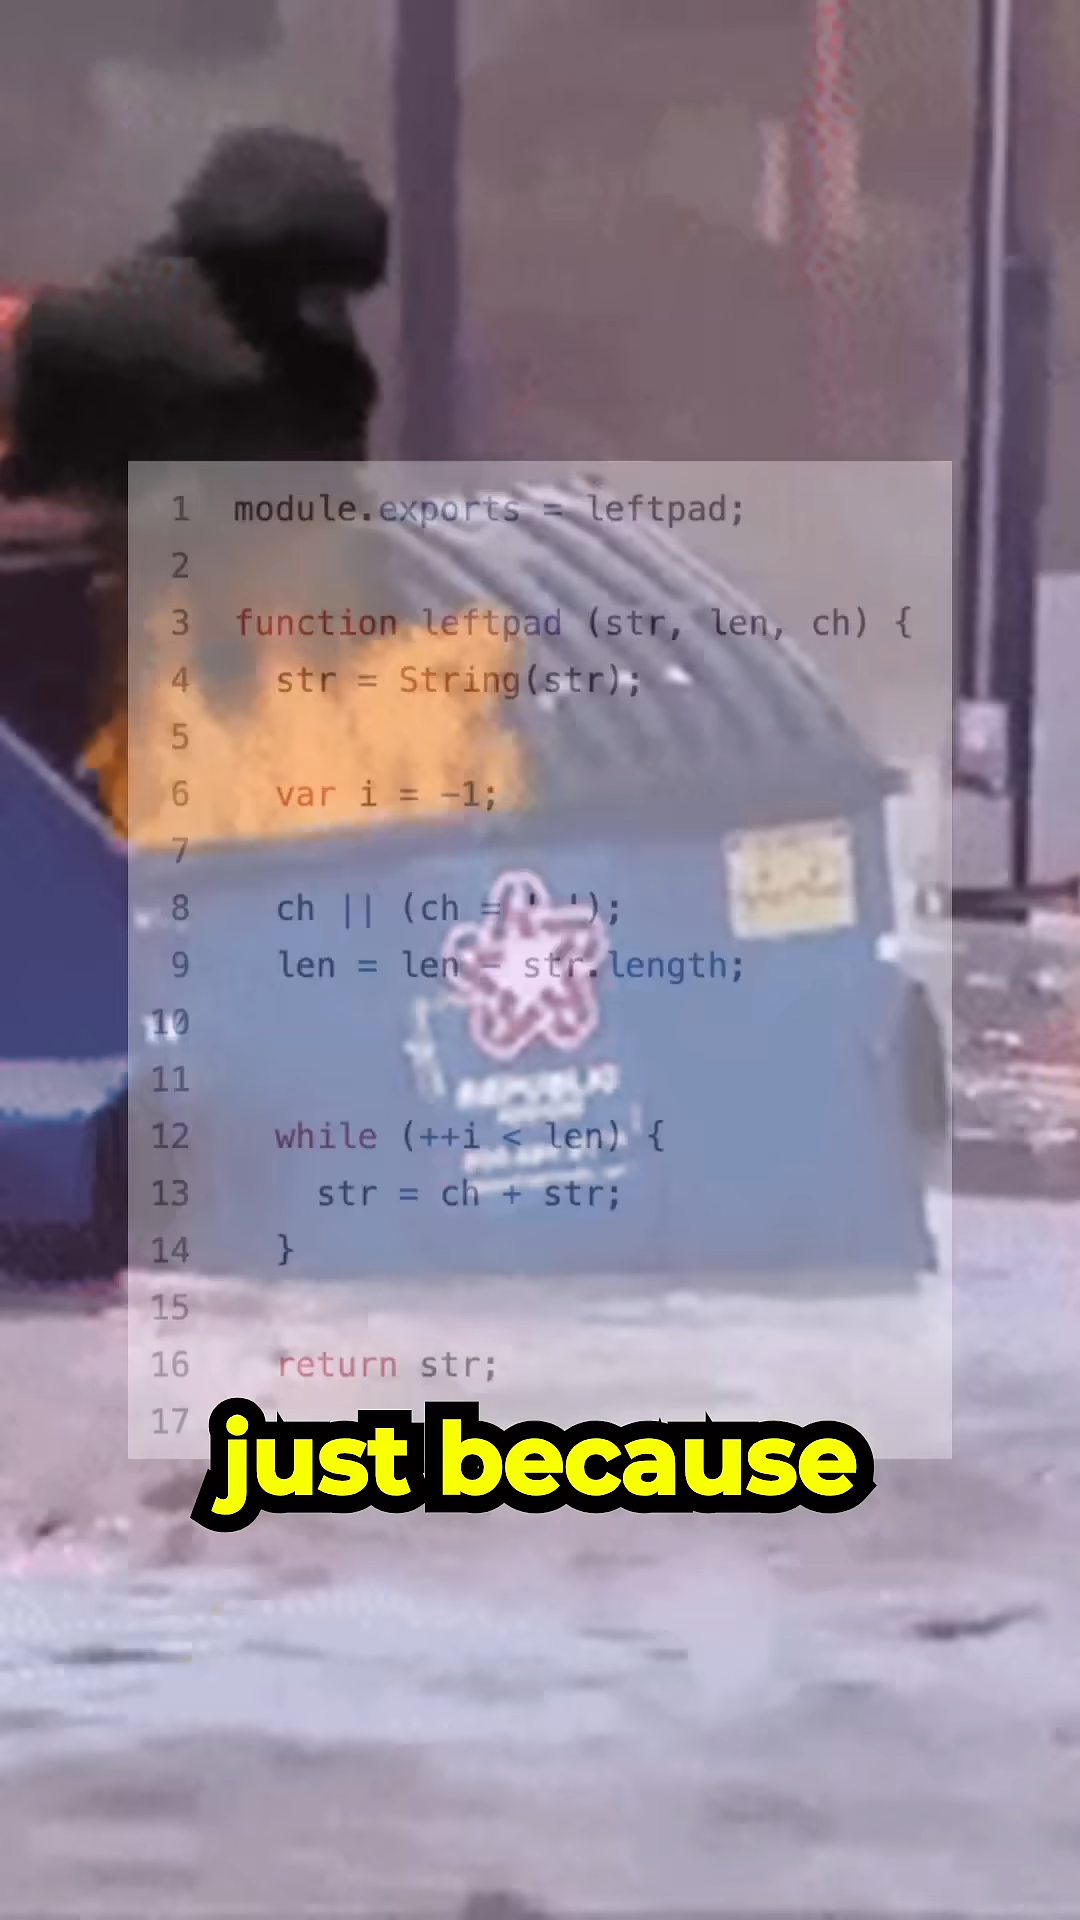 1 module.exports = leftpad;
2
3 function leftpad (str, len, ch) {
4 str = String(str);
5
6 var i = -1;
7
8 ch || (ch = ' ');
9 len = len - str.length;
10
11
12 while (++i < len) {
13 str = ch + str;
14 }
15
16 return str;
17
REPUBLIC
just because